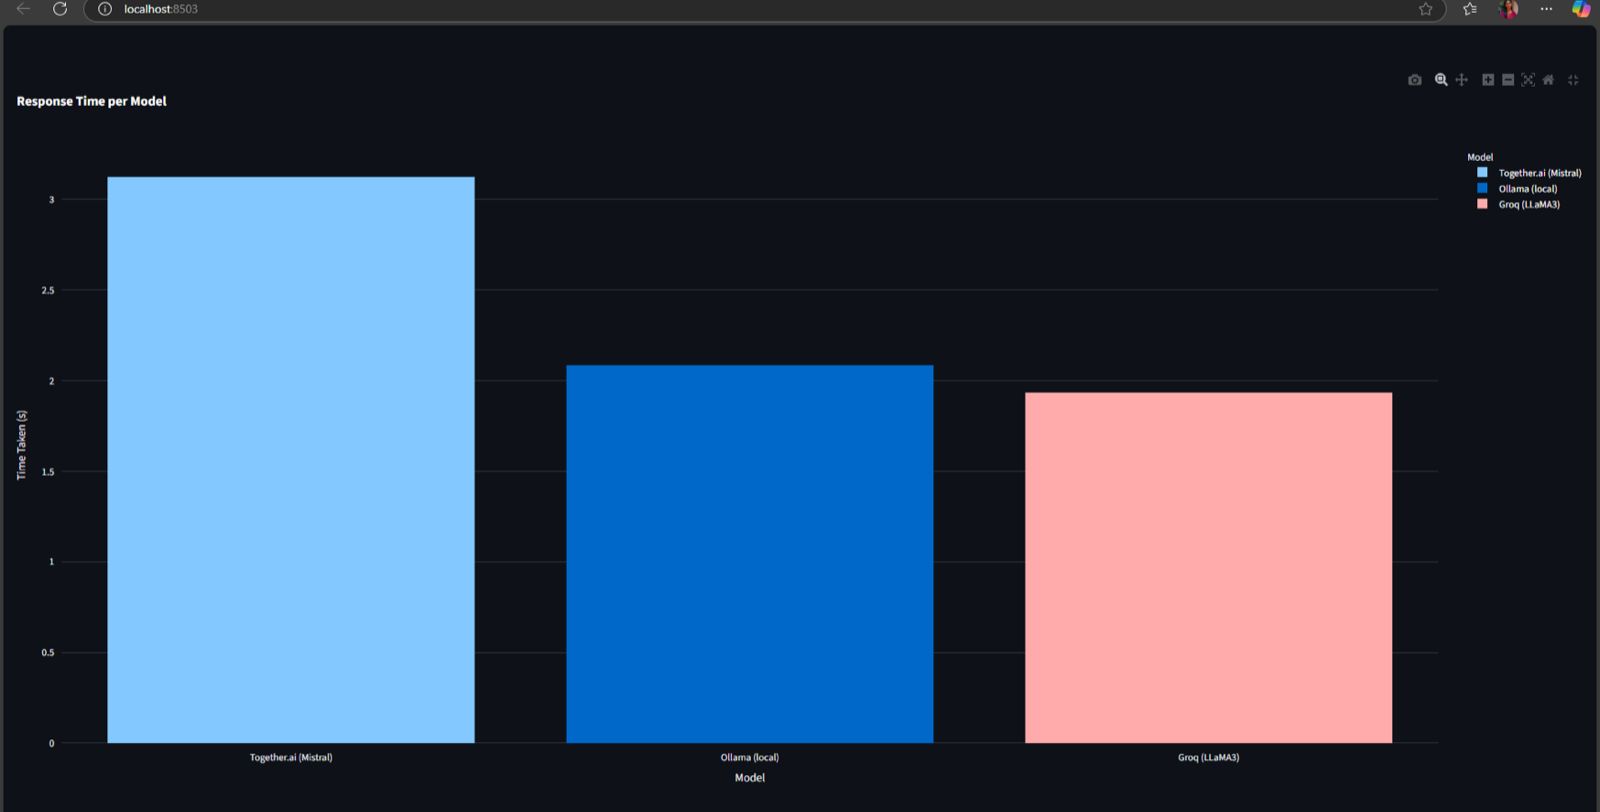 localhost:8503
Response Time per Model
Model
Together.ai (Mistral)
Ollama (local)
Groq (LLaMA3)
3
2.5
2
1.5
1
0.5
0
Time Taken (s)
Together.ai (Mistral)
Ollama (local)
Groq (LLaMA3)
Model